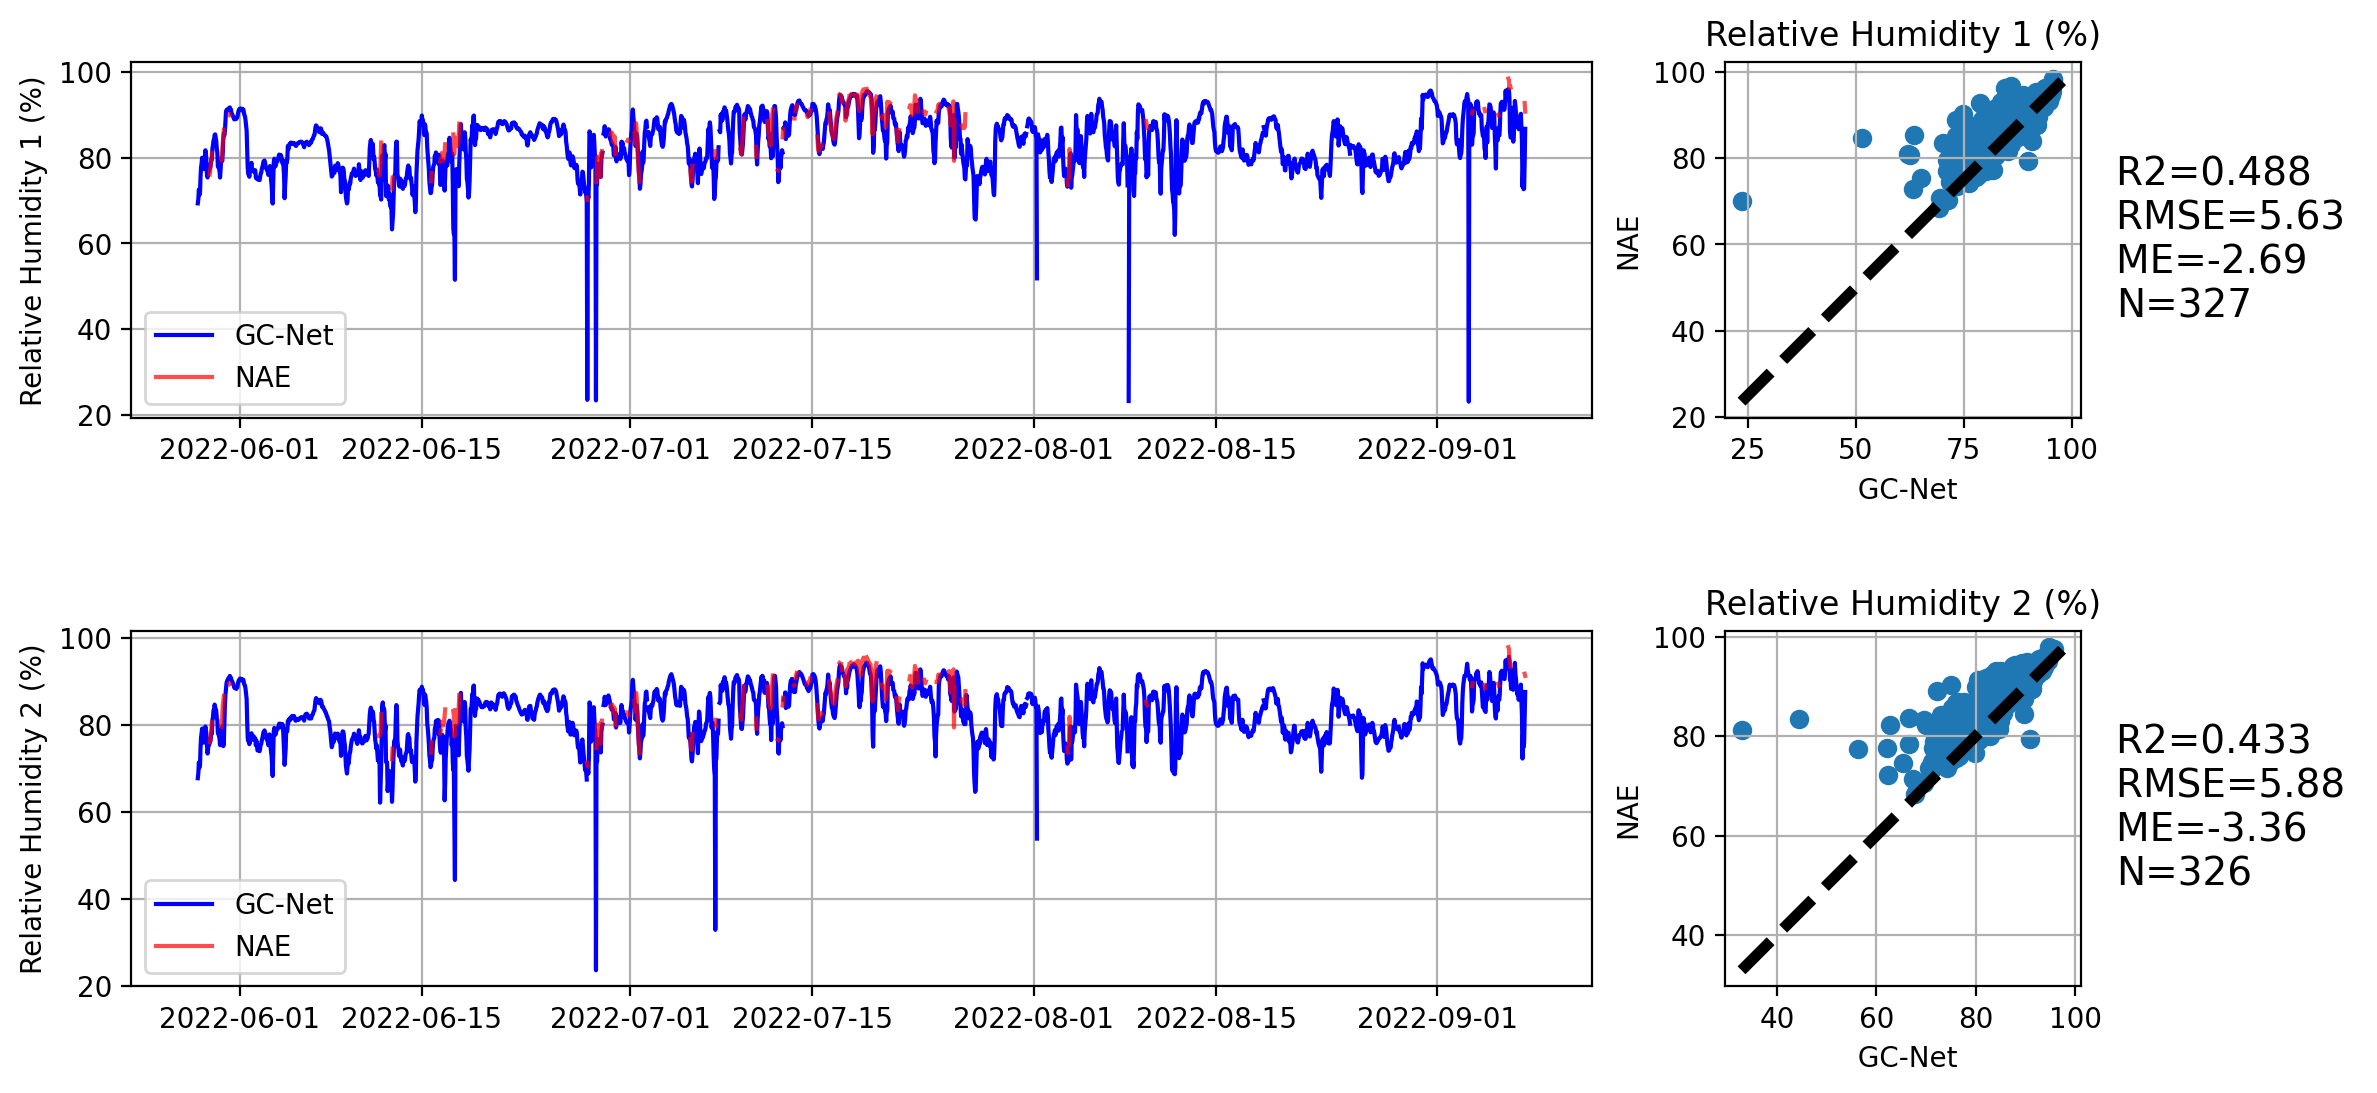 Relative Humidity 1 (%)
100
80
60
40
20
GC-Net
NAE
2022-06-01 2022-06-15 2022-07-01 2022-07-15 2022-08-01 2022-08-15 2022-09-01
Relative Humidity 1 (%)
NAE
100
80
60
40
20
25 50 75 100
GC-Net
R2=0.488
RMSE=5.63
ME=-2.69
N=327
Relative Humidity 2 (%)
100
80
60
40
20
GC-Net
NAE
2022-06-01 2022-06-15 2022-07-01 2022-07-15 2022-08-01 2022-08-15 2022-09-01
Relative Humidity 2 (%)
NAE
100
80
60
40
40 60 80 100
GC-Net
R2=0.433
RMSE=5.88
ME=-3.36
N=326